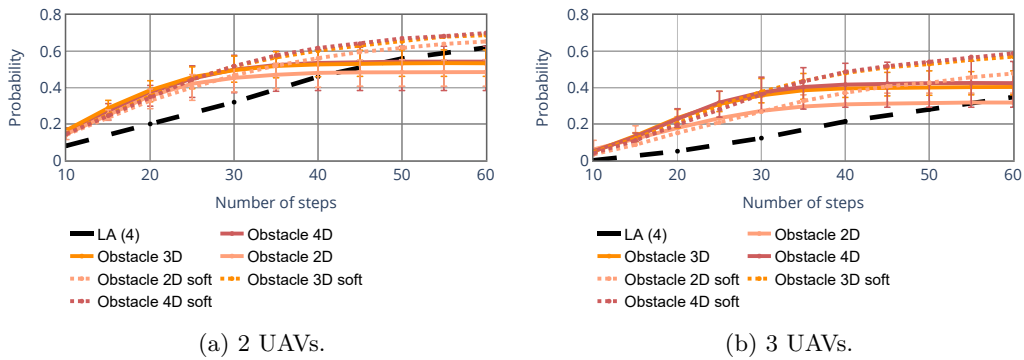 0.8
0.6
0.4
0.2
0
Probability
10 20 30 40 50 60
Number of steps
LA (4) Obstacle 4D
Obstacle 3D Obstacle 2D
Obstacle 2D soft Obstacle 3D soft
Obstacle 4D soft
(a) 2 UAVs.
0.8
0.6
0.4
0.2
0
Probability
10 20 30 40 50 60
Number of steps
LA (4) Obstacle 2D
Obstacle 3D Obstacle 4D
Obstacle 2D soft Obstacle 3D soft
Obstacle 4D soft
(b) 3 UAVs.